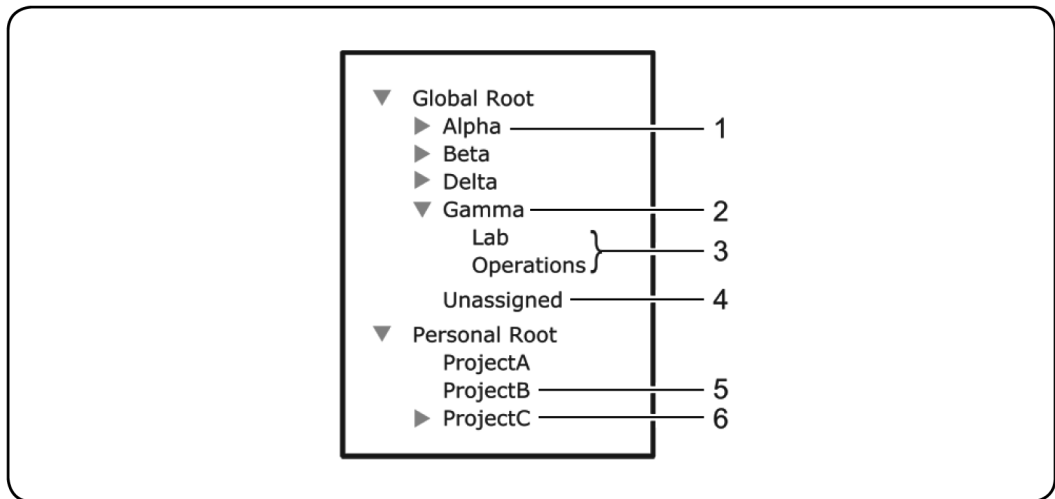 Global Root
Alpha 1
Beta
Delta
Gamma 2
Lab
3
Operations
Unassigned 4
Personal Root
ProjectA
ProjectB 5
ProjectC 6